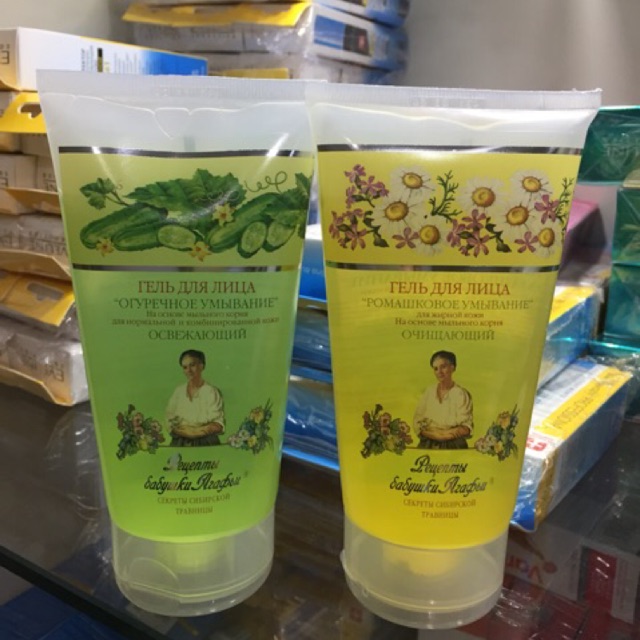 ГЕЛЬ ДЛЯ ЛИЦА
"ОГУРЕЧНОЕ УМЫВАНИЕ"
На основе мыльного корня
для нормальной и комбинированной кожи
ОСВЕЖАЮЩИЙ
Рецепты
бабушки Агафьи®
СЕКРЕТЫ СИБИРСКОЙ
ТРАВНИЦЫ
ГЕЛЬ ДЛЯ ЛИЦА
"РОМАШКОВОЕ УМЫВАНИЕ"
для жирной кожи
На основе мыльного корня
ОЧИЩАЮЩИЙ
Рецепты
бабушки Агафьи®
СЕКРЕТЫ СИБИРСКОЙ
ТРАВНИЦЫ